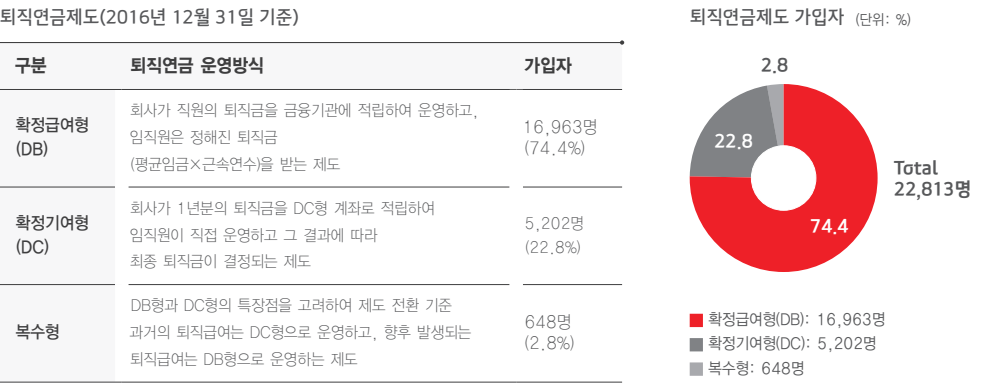 퇴직연금제도(2016년 12월 31일 기준)
구분 퇴직연금 운영방식 가입자
확정급여형
(DB)
회사가 직원의 퇴직금을 금융기관에 적립하여 운영하고,
임직원은 정해진 퇴직금
(평균임금×근속연수)을 받는 제도
16,963명
(74.4%)
확정기여형
(DC)
회사가 1년분의 퇴직금을 DC형 계좌로 적립하여
임직원이 직접 운영하고 그 결과에 따라
최종 퇴직금이 결정되는 제도
5,202명
(22.8%)
복수형
DB형과 DC형의 특장점을 고려하여 제도 전환 기준
과거의 퇴직급여는 DC형으로 운영하고, 향후 발생되는
퇴직급여는 DB형으로 운영하는 제도
648명
(2.8%)
퇴직연금제도 가입자 (단위: %)
2.8
22.8
74.4
Total
22,813명
확정급여형(DB): 16,963명
확정기여형(DC): 5,202명
복수형: 648명